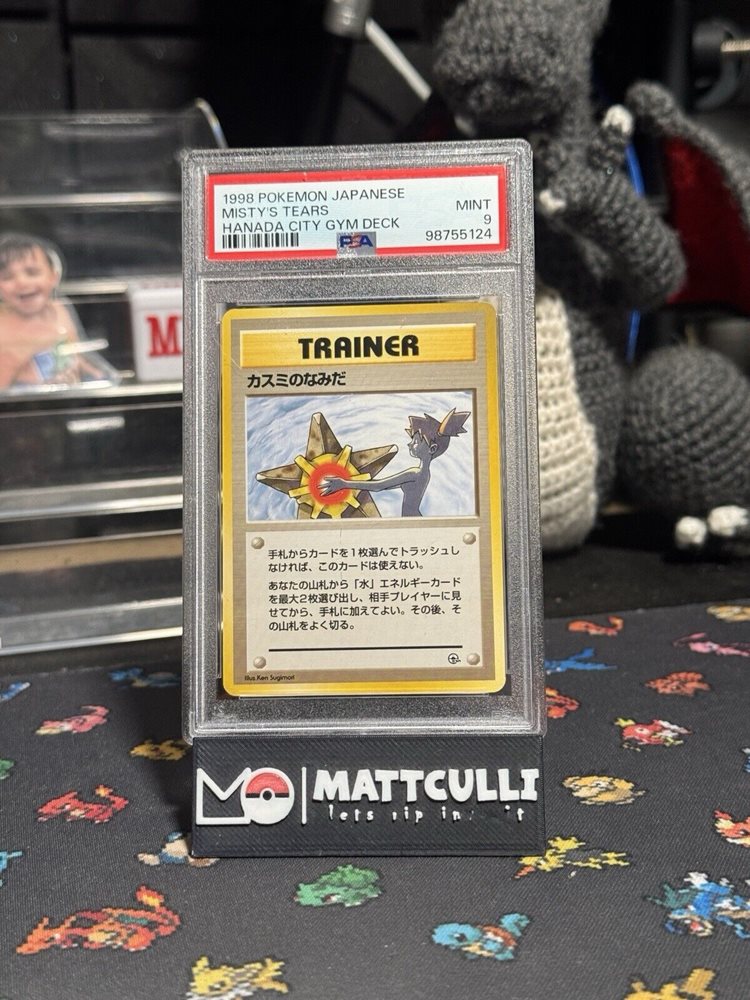 1998 POKEMON JAPANESE
MISTY'S TEARS
HANADA CITY GYM DECK
MINT
9
98755124
PSA
M
TRAINER
カスミのなみだ
手札からカードを1枚選んでトラッシュし
なければ、このカードは使えない。
あなたの山札から「水」エネルギーカード
を最大2枚選び出し、相手プレイヤーに見
せてから、手札に加えてよい。その後、そ
の山札をよく切る。
Illus.Ken Sugimori
MATTCULLI
lets rip in